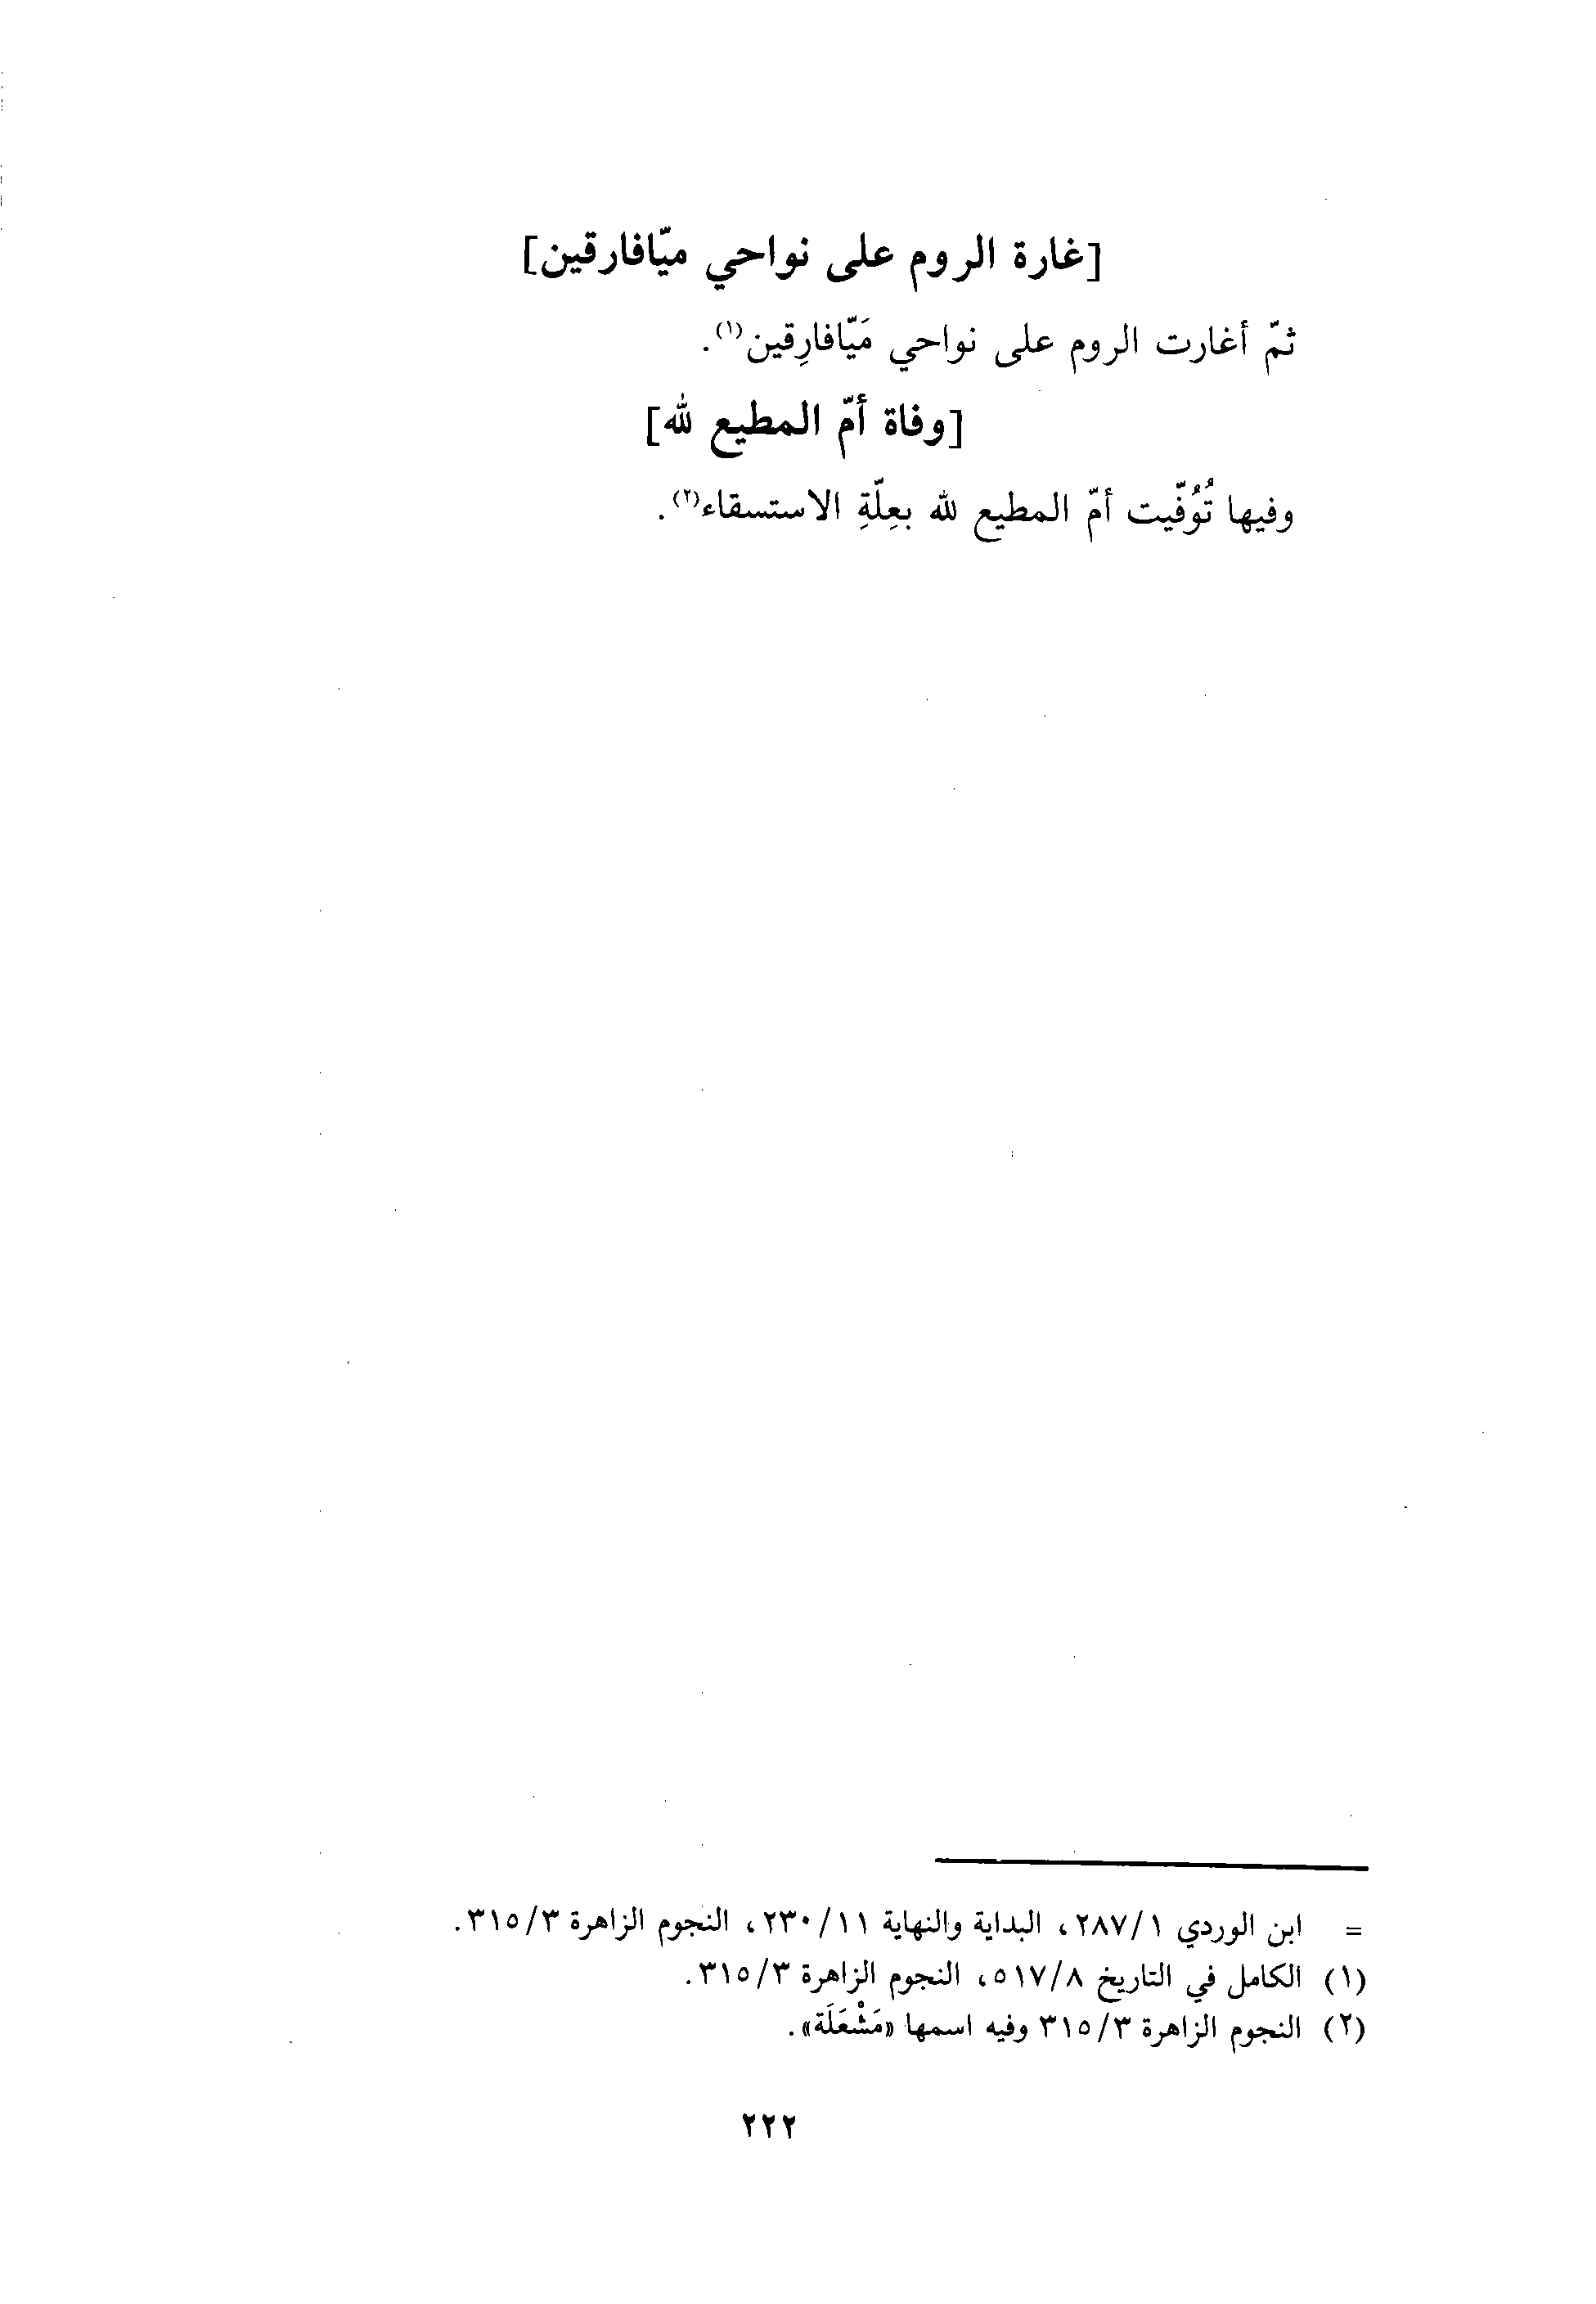 [غارة الروم على نواحي ميّافارقين]
ثمّ أغارت الروم على نواحي مَيّافارِقين(١).
[وفاة أمّ المطيع لله]
وفيها تُوُفّيت أمّ المطيع لله بعِلّةِ الاستسقاء(٢).
= ابن الوردي ١/٢٨٧، البداية والنهاية ١١/٢٣٠، النجوم الزاهرة ٣/٣١٥.
(١) الكامل في التاريخ ٨/٥١٧، النجوم الزاهرة ٣/٣١٥.
(٢) النجوم الزاهرة ٣/٣١٥ وفيه اسمها «مَشْعَلَة».
٢٢٢